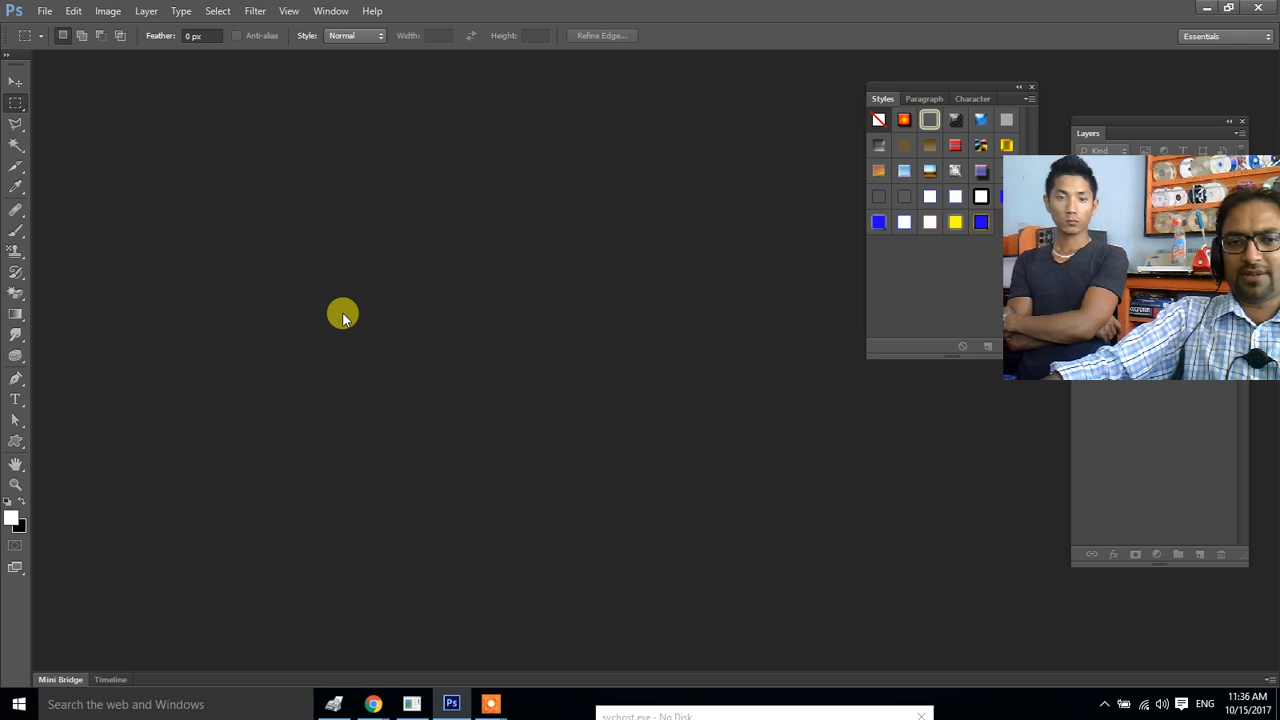 Ps File Edit Image Layer Type Select Filter View Window Help
Feather: 0 px Anti-alias Style: Normal Width: Height: Refine Edge... Essentials
Styles Paragraph Character
Layers
Kind
Mini Bridge Timeline
Search the web and Windows
Ps
ENG
11:36 AM
10/15/2017
svchost.exe - No Disk